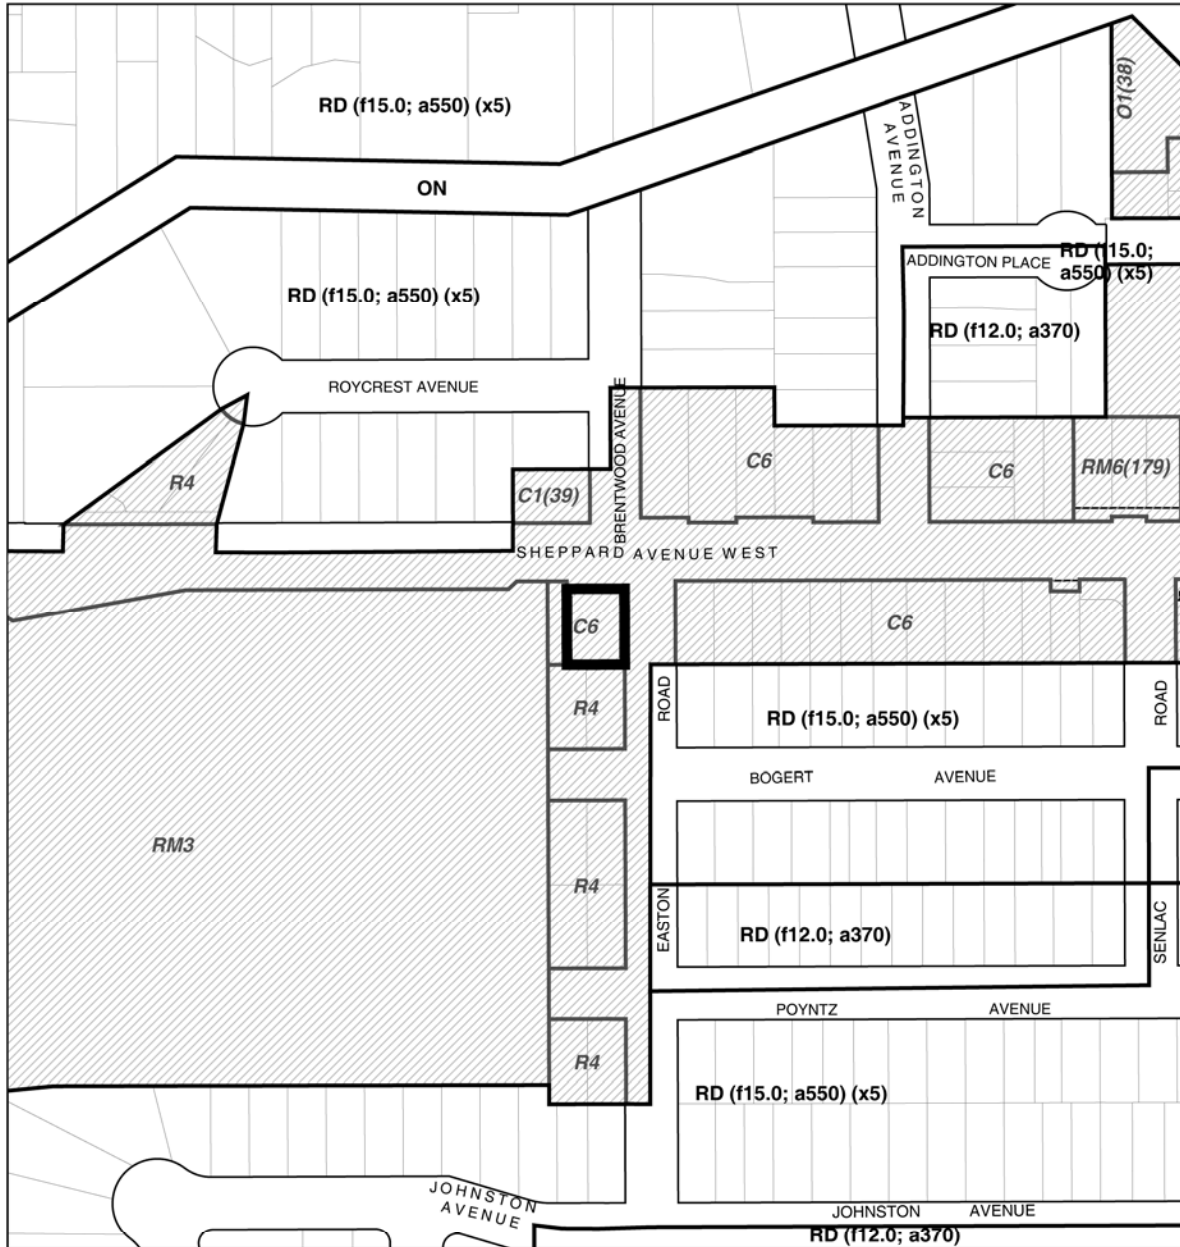 RD (f15.0; a550) (x5)
O1(38)
ADDINGTON
AVENUE
ON
RD (f15.0;
a550) (x5)
ADDINGTON PLACE
RD (f15.0; a550) (x5)
RD (f12.0; a370)
ROYCREST AVENUE
BRENTWOOD AVENUE
R4
C1(39)
C6
C6
RM6(179)
SHEPPARD AVENUE WEST
C6
C6
ROAD
ROAD
R4
RD (f15.0; a550) (x5)
BOGERT AVENUE
RM3
R4
EASTON
SENLAC
RD (f12.0; a370)
POYNTZ AVENUE
R4
RD (f15.0; a550) (x5)
JOHNSTON
AVENUE
JOHNSTON AVENUE
RD (f12.0; a370)